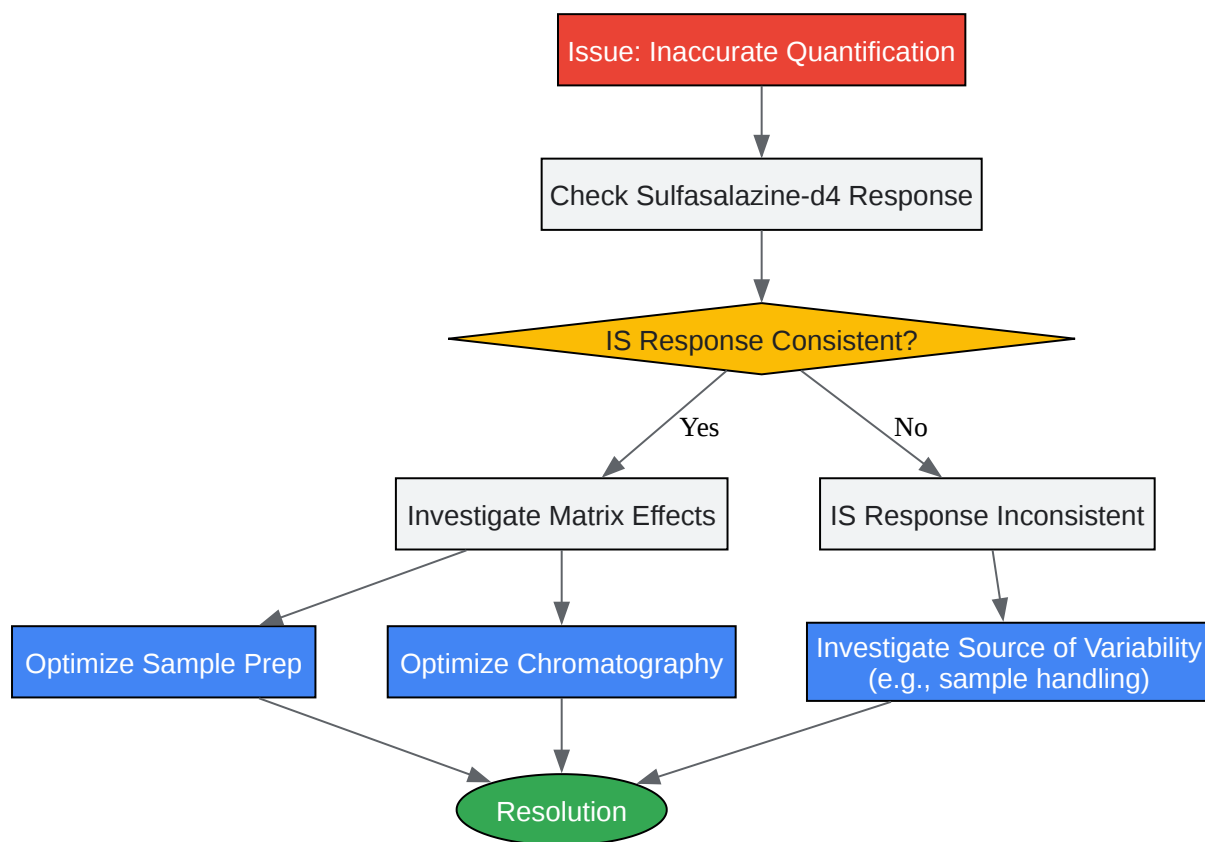 Issue: Inaccurate Quantification
Check Sulfasalazine-d4 Response
IS Response Consistent?
Yes
No
Investigate Matrix Effects
IS Response Inconsistent
Optimize Sample Prep
Optimize Chromatography
Investigate Source of Variability
(e.g., sample handling)
Resolution